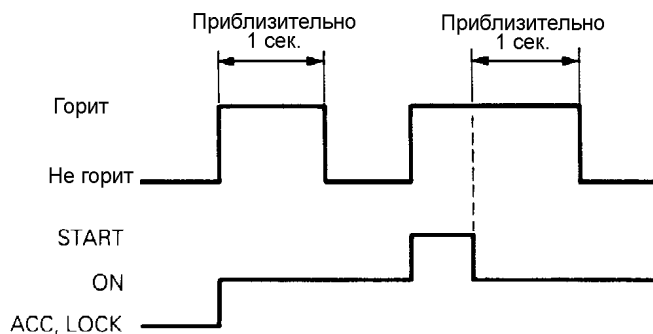 Приблизительно
1 сек.
Приблизительно
1 сек.
Горит
Не горит
START
ON
ACC, LOCK